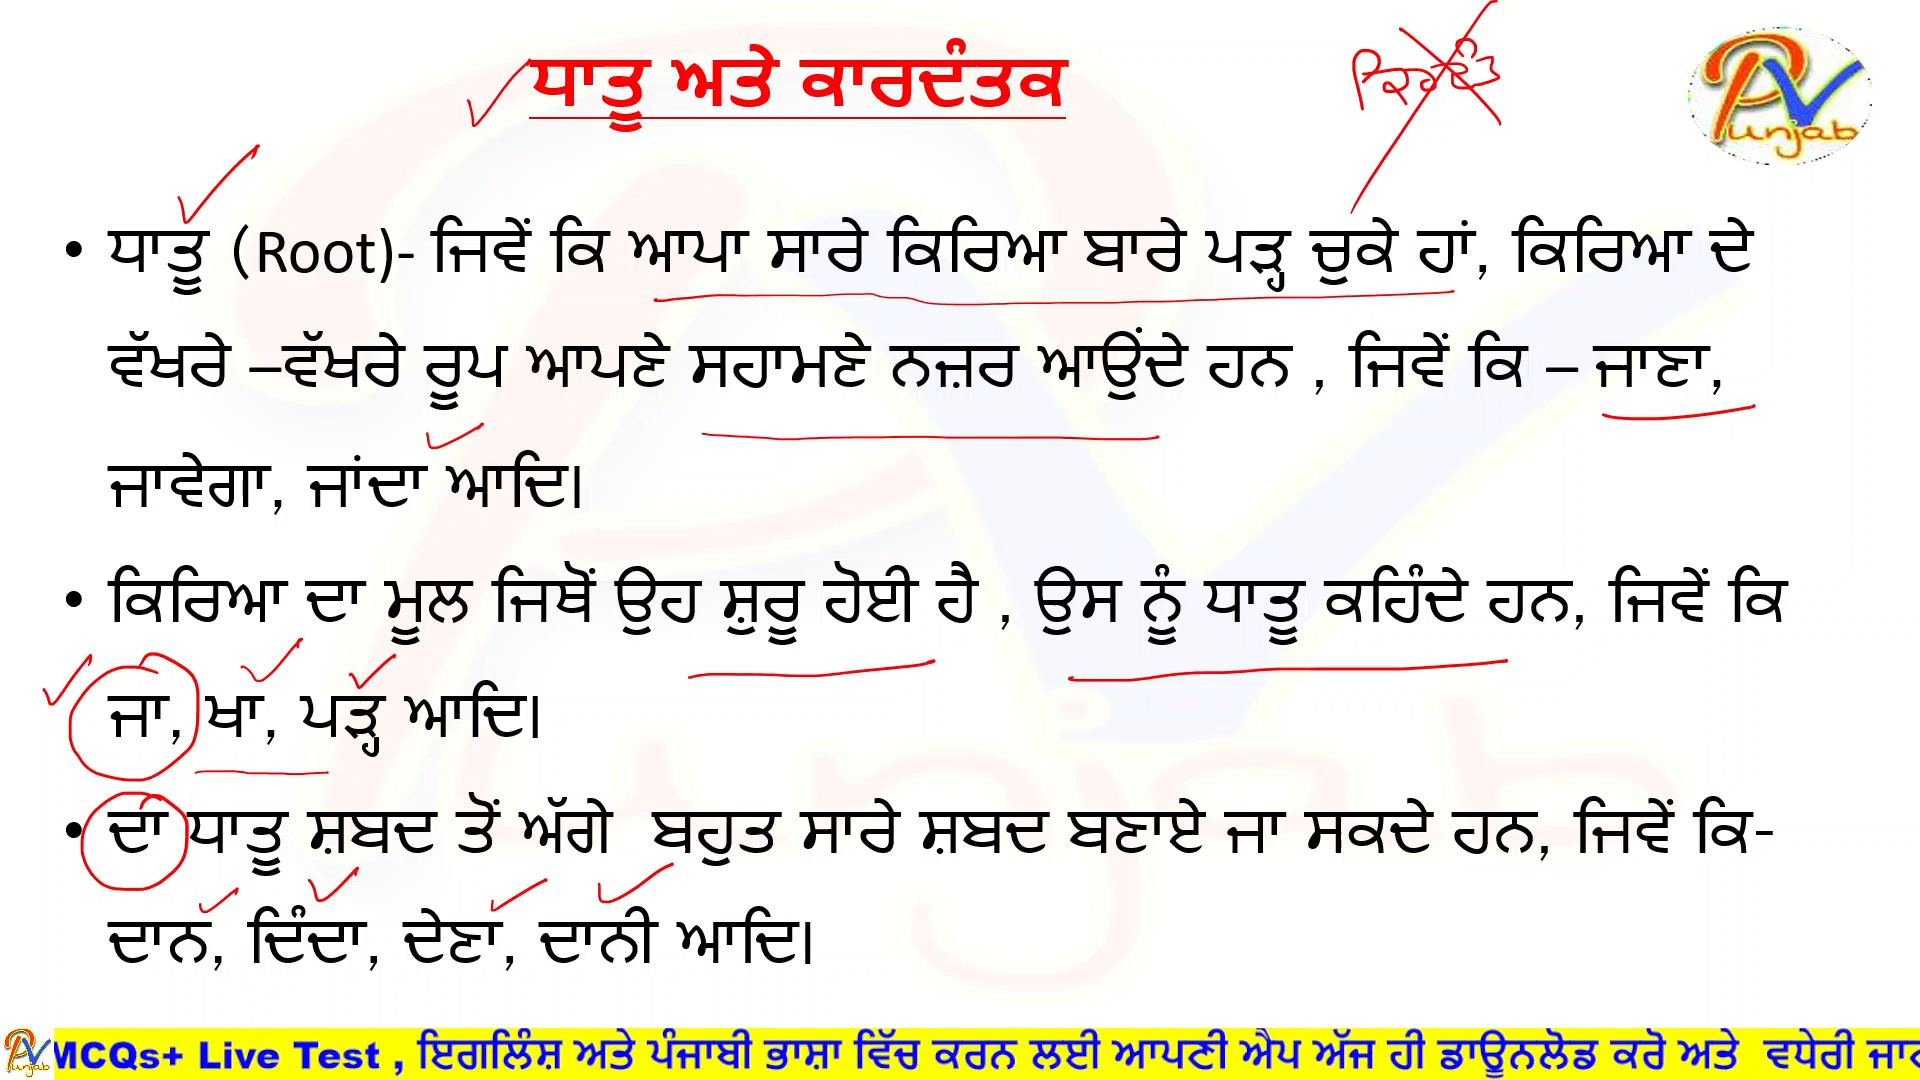 ਧਾਤੂ ਅਤੇ ਕਾਰਦੰਤਕ
Punjab
• ਧਾਤੂ (Root)- ਜਿਵੇਂ ਕਿ ਆਪਾ ਸਾਰੇ ਕਿਰਿਆ ਬਾਰੇ ਪੜ੍ਹ ਚੁਕੇ ਹਾਂ, ਕਿਰਿਆ ਦੇ
ਵੱਖਰੇ –ਵੱਖਰੇ ਰੂਪ ਆਪਣੇ ਸਹਾਮਣੇ ਨਜ਼ਰ ਆਉਂਦੇ ਹਨ , ਜਿਵੇਂ ਕਿ – ਜਾਣਾ,
ਜਾਵੇਗਾ, ਜਾਂਦਾ ਆਦਿ।
• ਕਿਰਿਆ ਦਾ ਮੂਲ ਜਿਥੋਂ ਉਹ ਸ਼ੁਰੂ ਹੋਈ ਹੈ , ਉਸ ਨੂੰ ਧਾਤੂ ਕਹਿੰਦੇ ਹਨ, ਜਿਵੇਂ ਕਿ
ਜਾ, ਖਾ, ਪੜ੍ਹ ਆਦਿ।
• ਦਾ ਧਾਤੂ ਸ਼ਬਦ ਤੋਂ ਅੱਗੇ ਬਹੁਤ ਸਾਰੇ ਸ਼ਬਦ ਬਣਾਏ ਜਾ ਸਕਦੇ ਹਨ, ਜਿਵੇਂ ਕਿ-
ਦਾਨ, ਦਿੰਦਾ, ਦੇਣਾ, ਦਾਨੀ ਆਦਿ।
MCQs+ Live Test , ਇਗਲਿੰਸ਼ ਅਤੇ ਪੰਜਾਬੀ ਭਾਸ਼ਾ ਵਿੱਚ ਕਰਨ ਲਈ ਆਪਣੀ ਐਪ ਅੱਜ ਹੀ ਡਾਊਨਲੋਡ ਕਰੋ ਅਤੇ ਵਧੇਰੀ